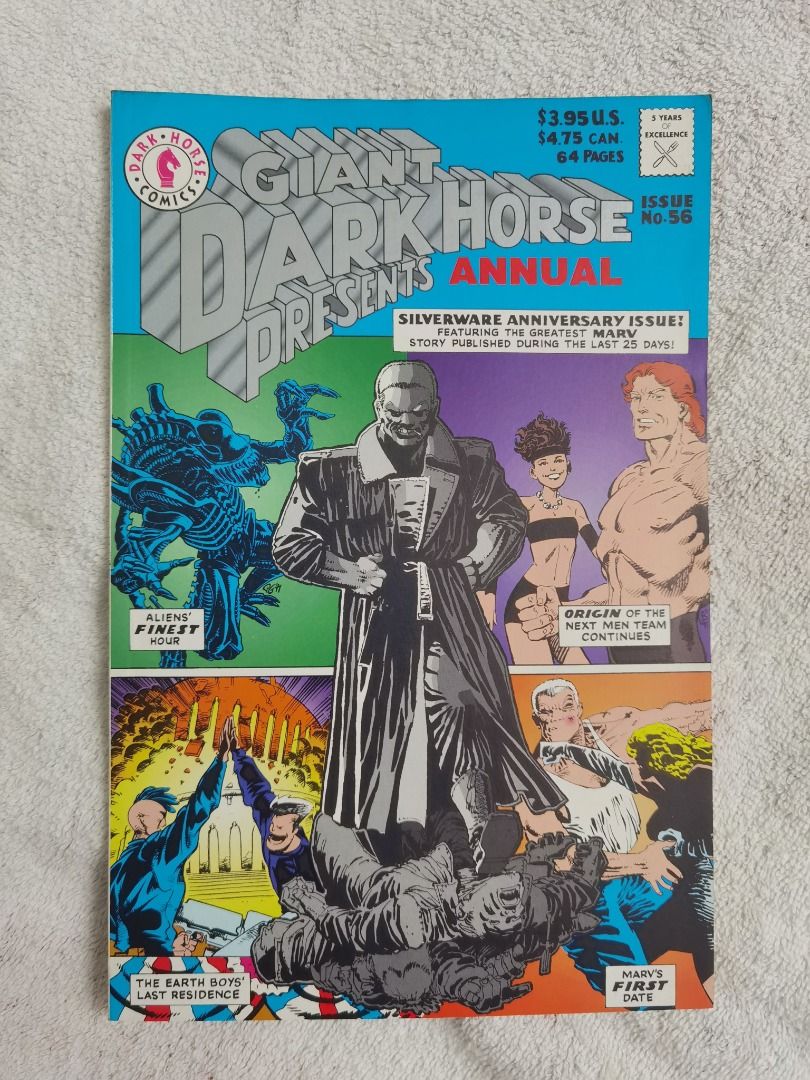 DARK·HORSE
·COMICS·
GIANT
DARK HORSE
PRESENTS
ANNUAL
$3.95 U.S.
$4.75 CAN.
64 PAGES
5 YEARS
OF
EXCELLENCE
ISSUE
No. 56
SILVERWARE ANNIVERSARY ISSUE!
FEATURING THE GREATEST MARV
STORY PUBLISHED DURING THE LAST 25 DAYS!
ALIENS'
FINEST
HOUR
ORIGIN OF THE
NEXT MEN TEAM
CONTINUES
THE EARTH BOYS'
LAST RESIDENCE
MARV'S
FIRST
DATE